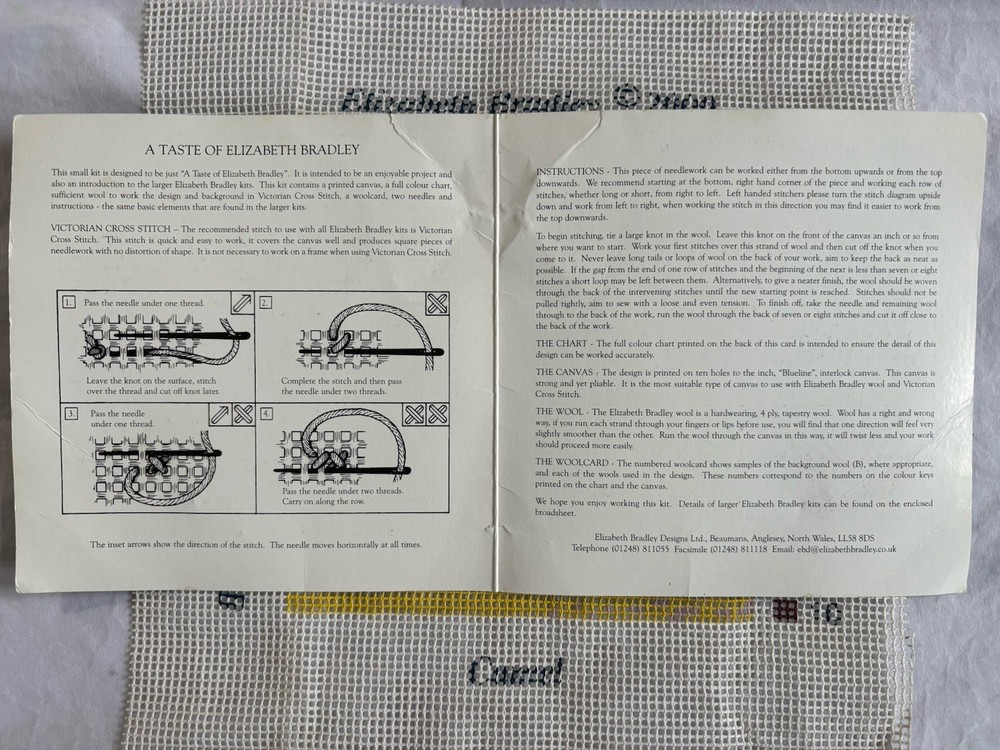 Elizabeth Bradley ©
A TASTE OF ELIZABETH BRADLEY
This small kit is designed to be just "A Taste of Elizabeth Bradley". It is intended to be an enjoyable project and
also an introduction to the larger Elizabeth Bradley kits. This kit contains a printed canvas, a full colour chart,
sufficient wool to work the design and background in Victorian Cross Stitch, a woolcard, two needles and
instructions - the same basic elements that are found in the larger kits.
VICTORIAN CROSS STITCH – The recommended stitch to use with all Elizabeth Bradley kits is Victorian
Cross Stitch. This stitch is quick and easy to work, it covers the canvas well and produces square pieces of
needlework with no distortion of shape. It is not necessary to work on a frame when using Victorian Cross Stitch.
1. Pass the needle under one thread.
Leave the knot on the surface, stitch
over the thread and cut off knot later.
2.
Complete the stitch and then pass
the needle under two threads.
3. Pass the needle
under one thread.
4.
Pass the needle under two threads.
Carry on along the row.
The inset arrows show the direction of the stitch. The needle moves horizontally at all times.
INSTRUCTIONS - This piece of needlework can be worked either from the bottom upwards or from the top
downwards. We recommend starting at the bottom, right hand corner of the piece and working each row of
stitches, whether long or short, from right to left. Left handed stitchers please turn the stitch diagram upside
down and work from left to right, when working the stitch in this direction you may find it easier to work from
the top downwards.
To begin stitching, tie a large knot in the wool. Leave this knot on the front of the canvas an inch or so from
where you want to start. Work your first stitches over this strand of wool and then cut off the knot when you
come to it. Never leave long tails or loops of wool on the back of your work, aim to keep the back as neat as
possible. If the gap from the end of one row of stitches and the beginning of the next is less than seven or eight
stitches a short loop may be left between them. Alternatively, to give a neater finish, the wool should be woven
through the back of the intervening stitches until the new starting point is reached. Stitches should not be
pulled tightly, aim to sew with a loose and even tension. To finish off, take the needle and remaining wool
through to the back of the work, run the wool through the back of seven or eight stitches and cut it off close to
the back of the work.
THE CHART - The full colour chart printed on the back of this card is intended to ensure the detail of this
design can be worked accurately.
THE CANVAS - The design is printed on ten holes to the inch, "Blueline", interlock canvas. This canvas is
strong and yet pliable. It is the most suitable type of canvas to use with Elizabeth Bradley wool and Victorian
Cross Stitch.
THE WOOL - The Elizabeth Bradley wool is a hardwearing, 4 ply, tapestry wool. Wool has a right and wrong
way, if you run each strand through your fingers or lips before use, you will find that one direction will feel very
slightly smoother than the other. Run the wool through the canvas in this way, it will twist less and your work
should proceed more easily.
THE WOOLCARD - The numbered woolcard shows samples of the background wool (B), where appropriate,
and each of the wools used in the design. These numbers correspond to the numbers on the colour keys
printed on the chart and the canvas.
We hope you enjoy working this kit. Details of larger Elizabeth Bradley kits can be found on the enclosed
broadsheet.
Elizabeth Bradley Designs Ltd., Beaumaris, Anglesey, North Wales, LL58 8DS
Telephone (01248) 811055 Facsimile (01248) 811118 Email: ebd@elizabethbradley.co.uk
10
Camel